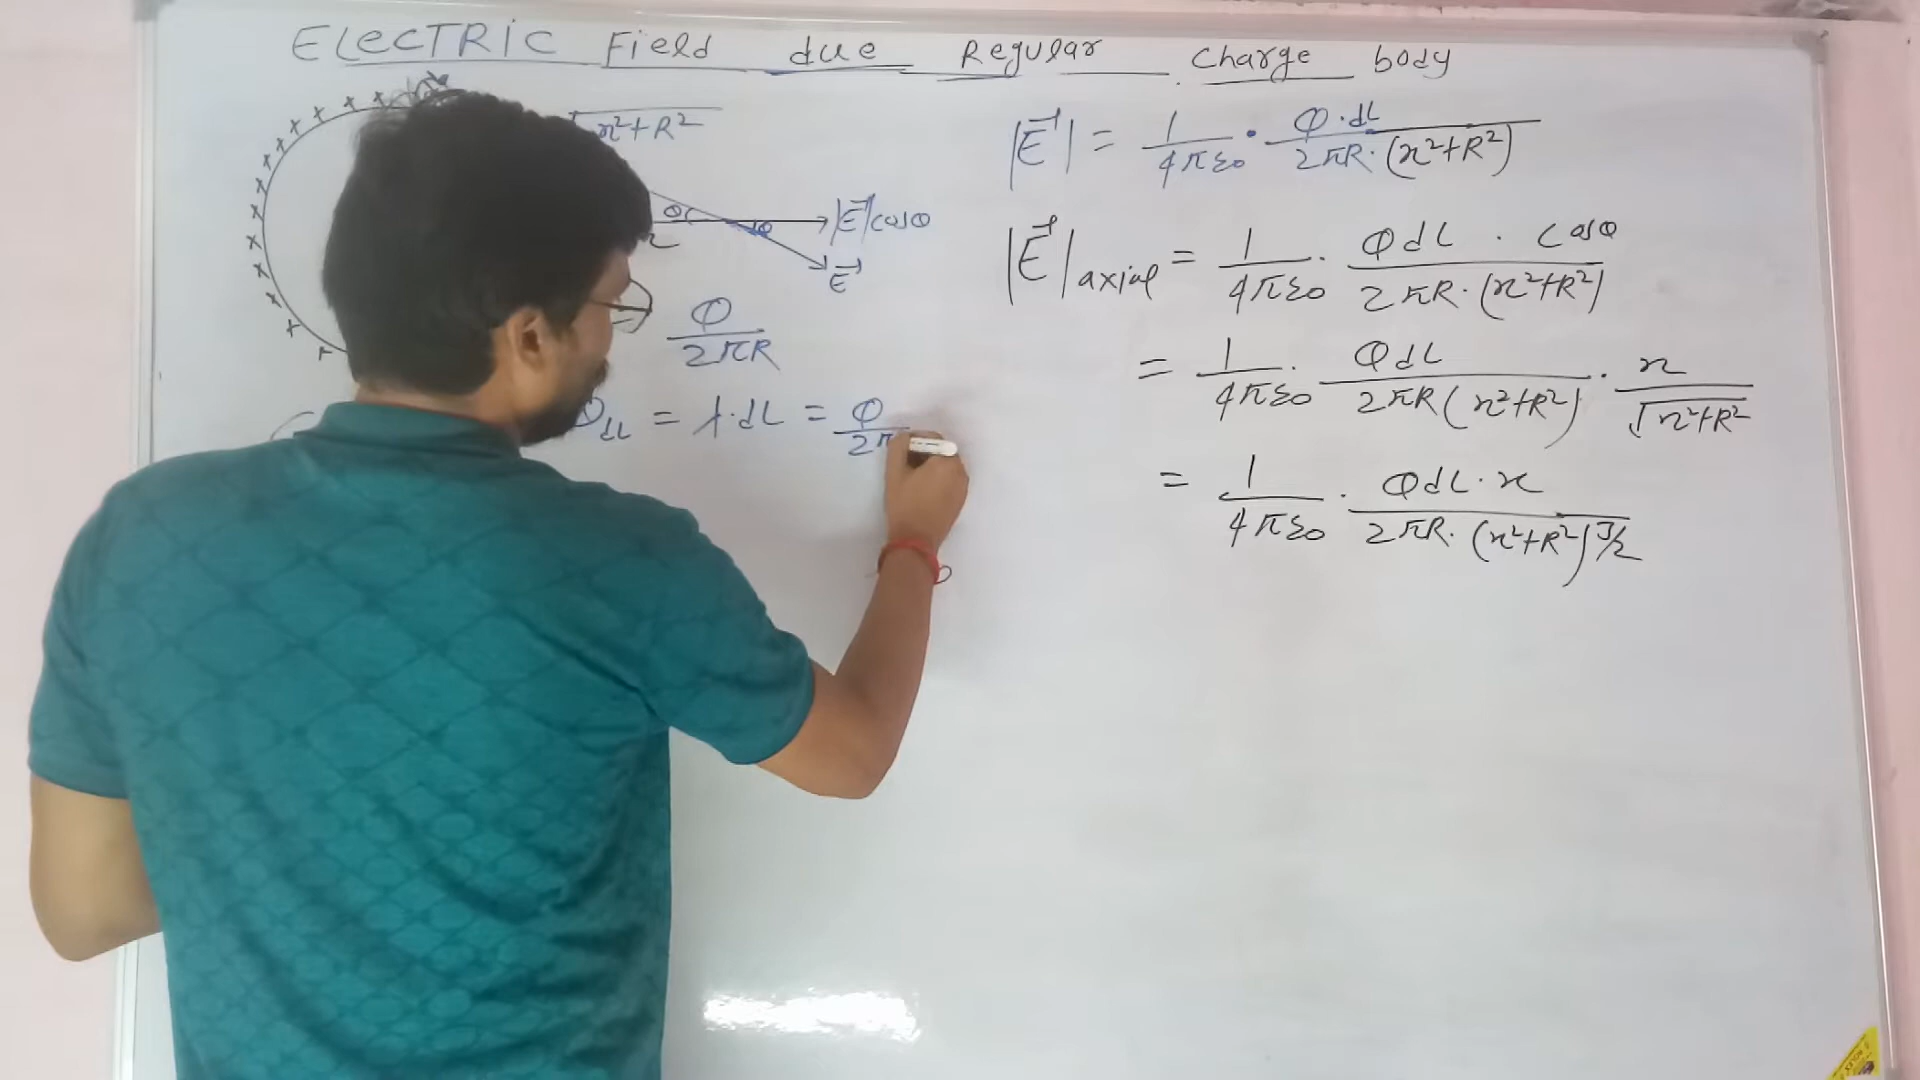 ELECTRIC Field due Regular charge body
x²+R²
θ
θ
|E⃗|cosθ
E⃗
Q/2πR
Q_dL = λ·dL = Q/2π
|E⃗| = 1/4πε₀ · Q·dL/2πR·(x²+R²)
|E⃗|axial = 1/4πε₀ · QdL · cosθ/2πR·(x²+R²)
= 1/4πε₀ · QdL/2πR(x²+R²) · x/√x²+R²
= 1/4πε₀ · QdL·x/2πR·(x²+R²)3/2